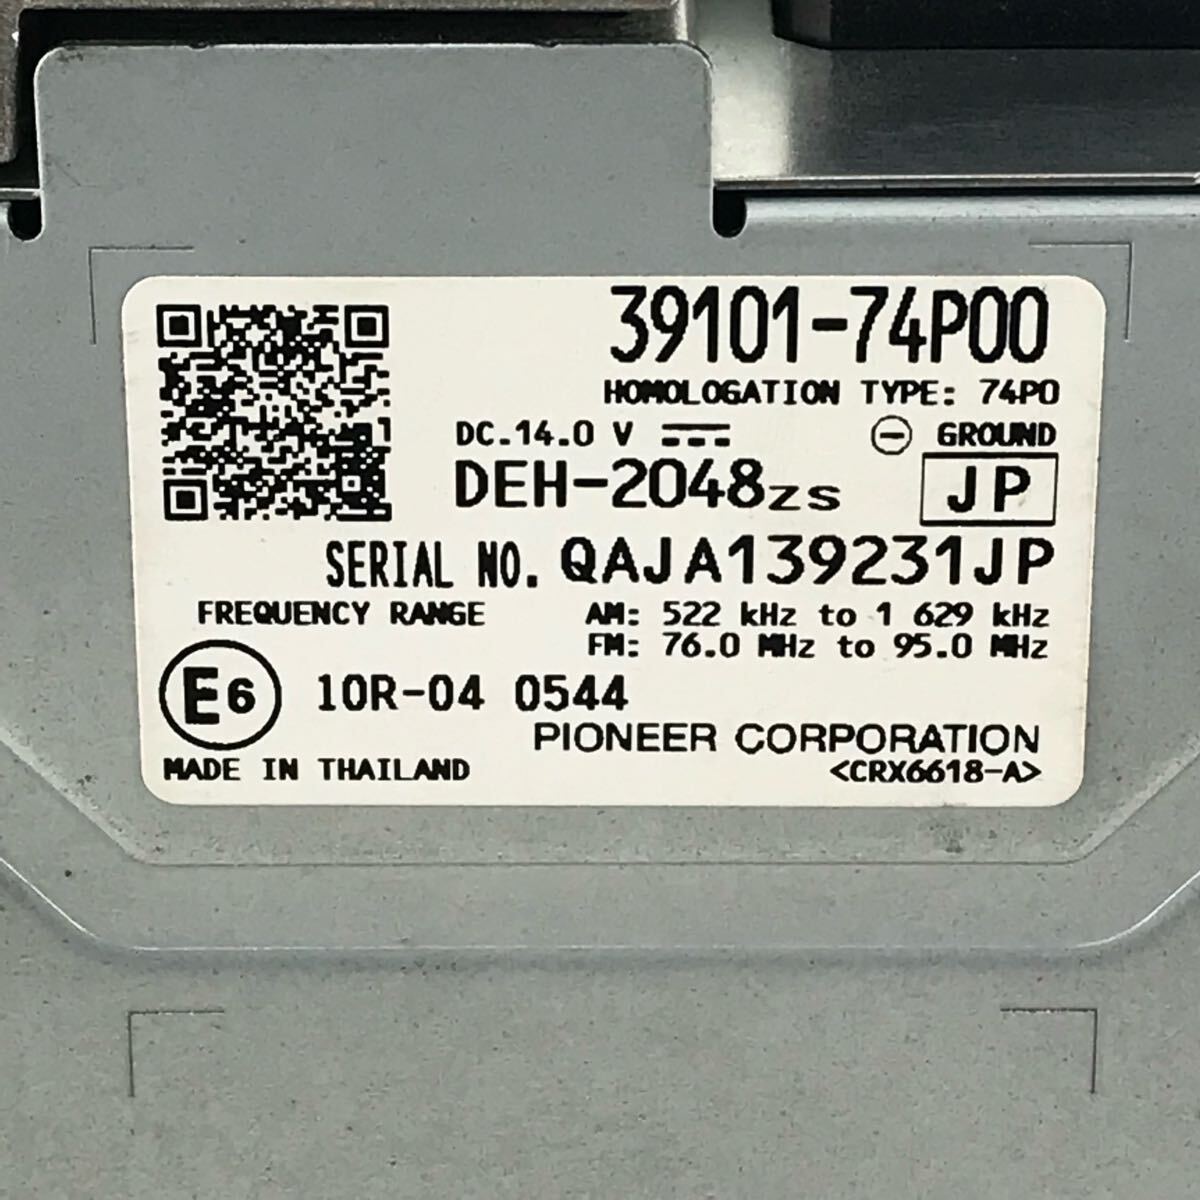 39101-74P00
HOMOLOGATION TYPE: 74P0
DC.14.0 V ⎓ ⊖ GROUND
DEH-2048ZS JP
SERIAL NO. QAJA139231JP
FREQUENCY RANGE AM: 522 kHz to 1 629 kHz
FM: 76.0 MHz to 95.0 MHz
E6 10R-04 0544
PIONEER CORPORATION
MADE IN THAILAND <CRX6618-A>